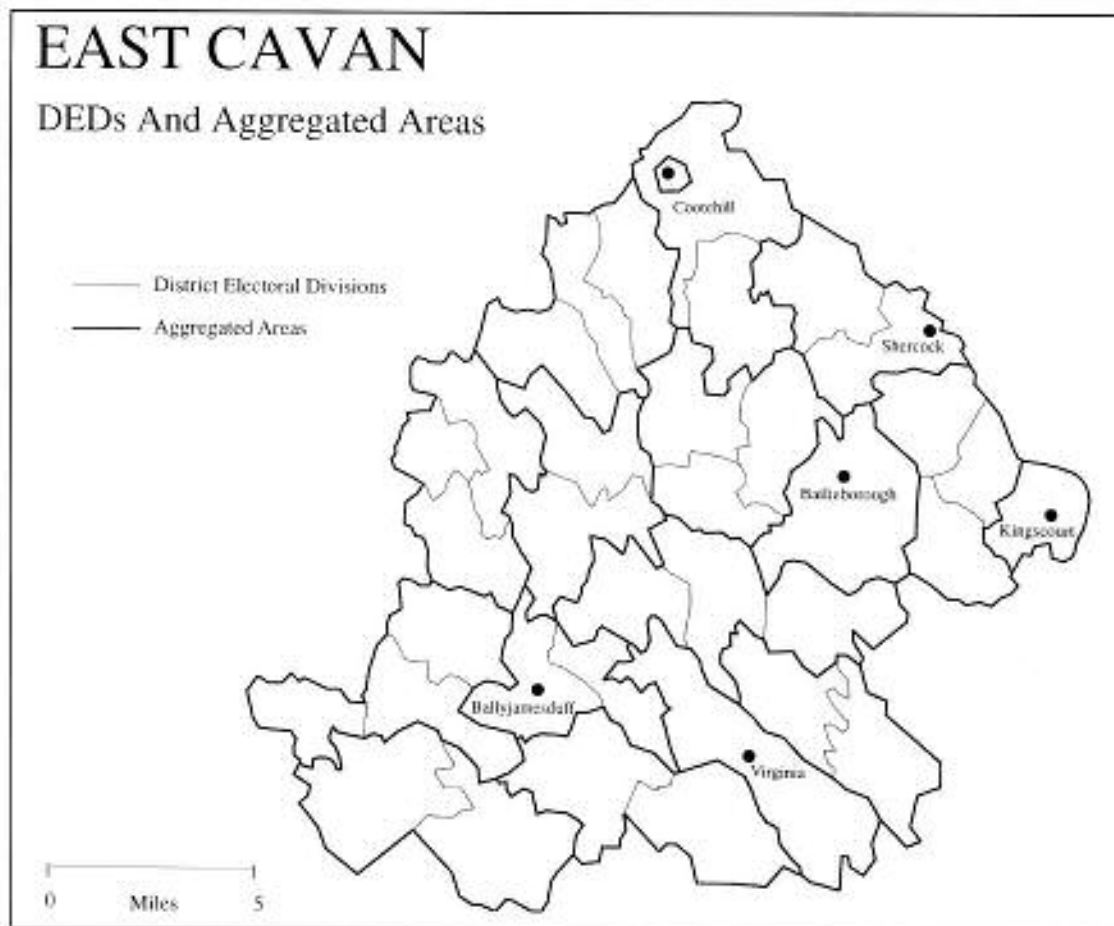 EAST CAVAN
DEDs And Aggregated Areas
Cootehill
District Electoral Divisions
Aggregated Areas
Shercock
Bailieborough
Kingscourt
Ballyjamesduff
Virginia
0 Miles 5